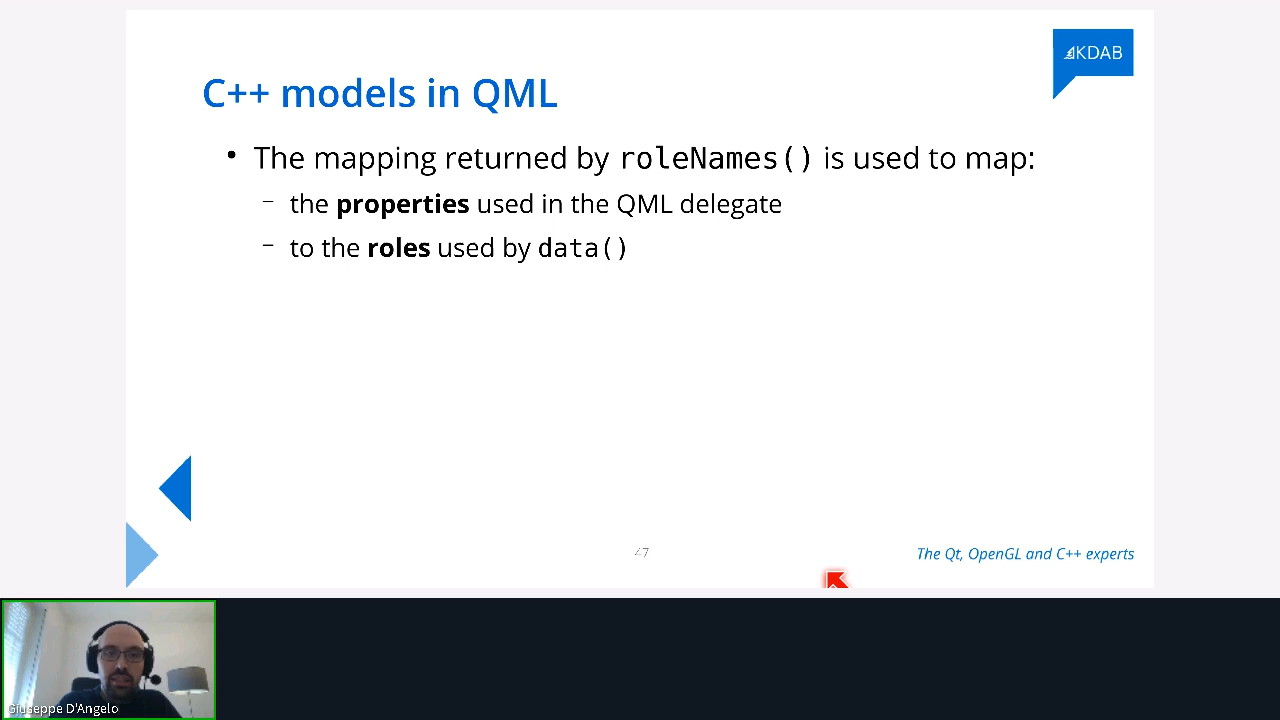 KDAB
C++ models in QML
• The mapping returned by roleNames() is used to map:
– the properties used in the QML delegate
– to the roles used by data()
47
The Qt, OpenGL and C++ experts
Giuseppe D'Angelo